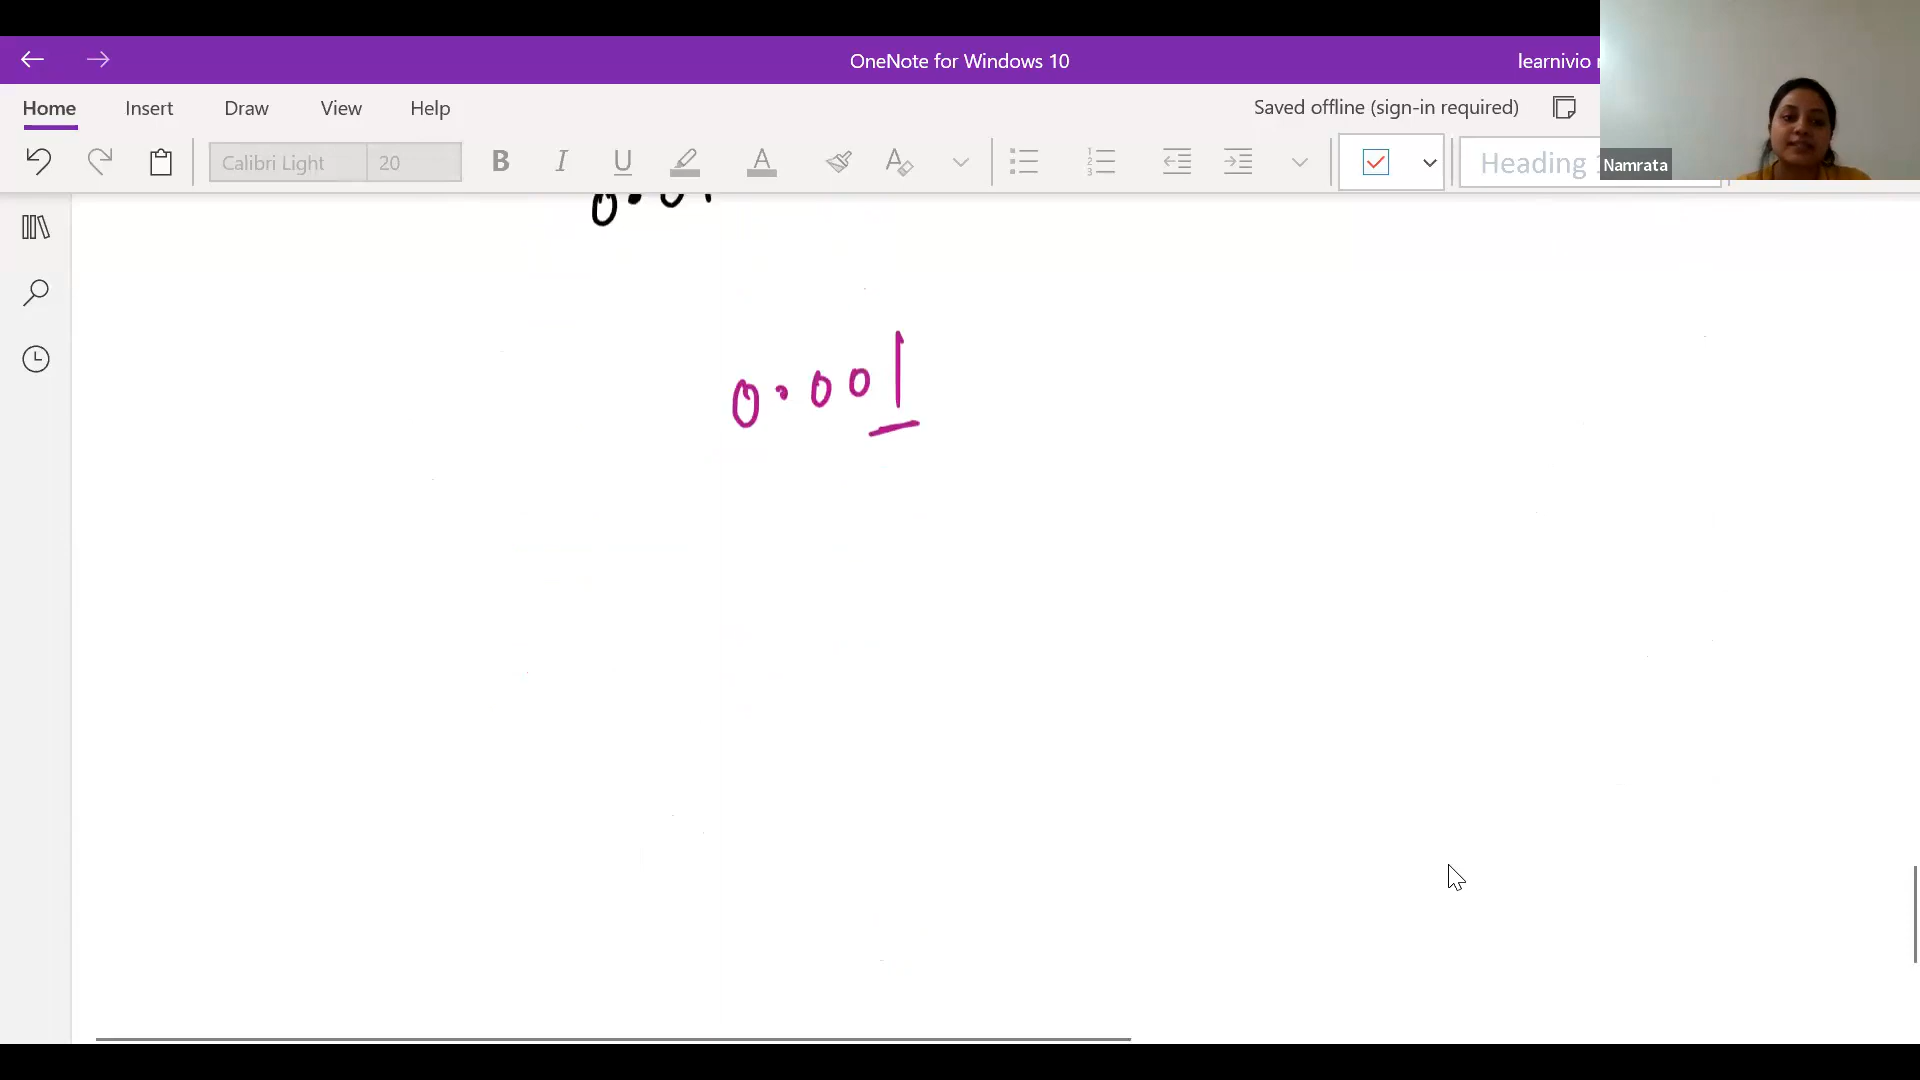 OneNote for Windows 10
learnivio
Home Insert Draw View Help
Saved offline (sign-in required)
Calibri Light 20 B I U A A
Heading
Namrata
0.001